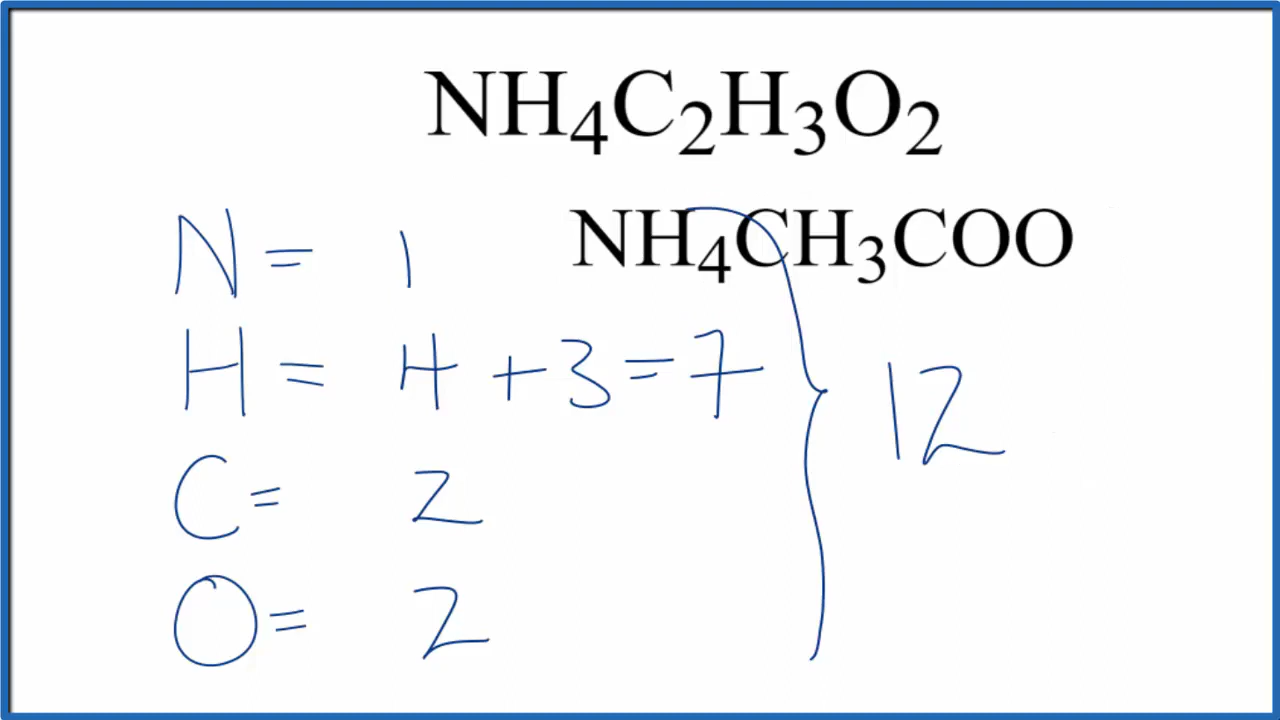 NH₄C₂H₃O₂
NH₄CH₃COO
N = 1
H = 4 + 3 = 7
12
C = 2
O = 2